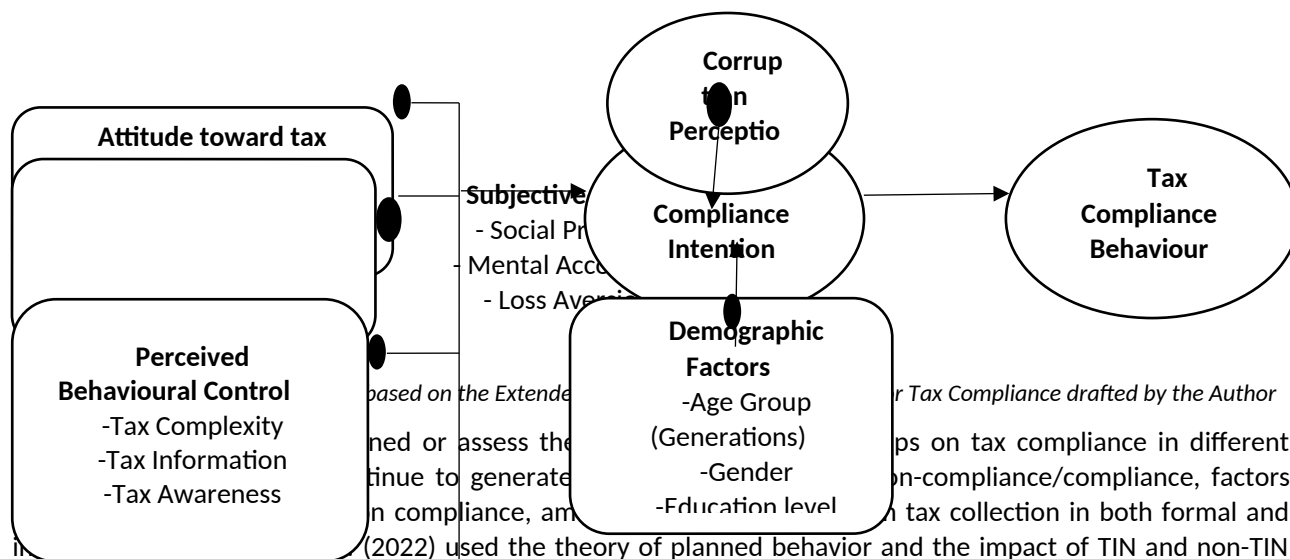 Corrup
Perceptio
Attitude toward tax
Subjective
- Social Pr
- Mental Acco
- Loss Aversio
Compliance
Intention
Tax
Compliance
Behaviour
Perceived
Behavioural Control
-Tax Complexity
-Tax Information
-Tax Awareness
Demographic
Factors
-Age Group
(Generations)
-Gender
-Education level
based on the Extende r Tax Compliance drafted by the Author
ned or assess the ps on tax compliance in different
tinue to generate on-compliance/compliance, factors
n compliance, am n tax collection in both formal and
(2022) used the theory of planned behavior and the impact of TIN and non-TIN